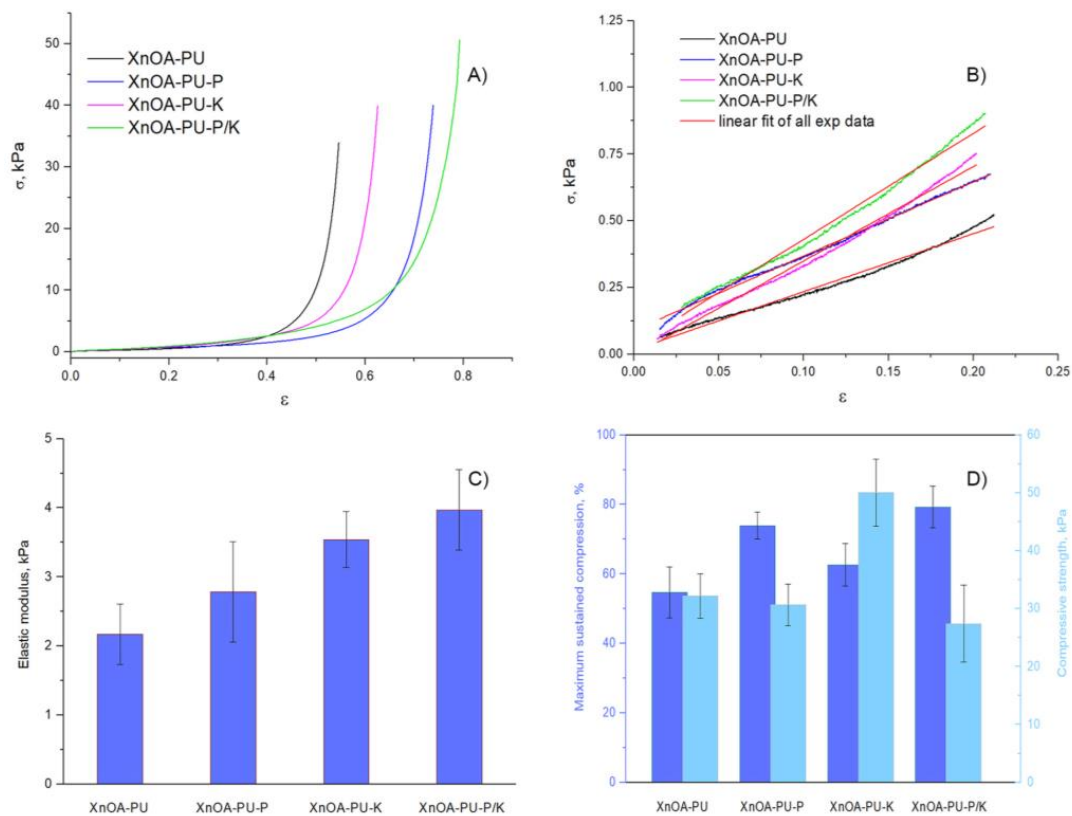 50
40
30
20
10
0
σ, kPa
XnOA-PU
XnOA-PU-P
XnOA-PU-K
XnOA-PU-P/K
A)
0.0 0.2 0.4 0.6 0.8
ε
1.25
1.00
0.75
0.50
0.25
0.00
σ, kPa
XnOA-PU
XnOA-PU-P
XnOA-PU-K
XnOA-PU-P/K
linear fit of all exp data
B)
0.00 0.05 0.10 0.15 0.20 0.25
ε
5
4
3
2
1
0
Elastic modulus, kPa
C)
XnOA-PU XnOA-PU-P XnOA-PU-K XnOA-PU-P/K
100
80
60
40
20
0
Maximum sustained compression, %
D)
60
50
40
30
20
10
0
Compressive strength, kPa
XnOA-PU XnOA-PU-P XnOA-PU-K XnOA-PU-P/K